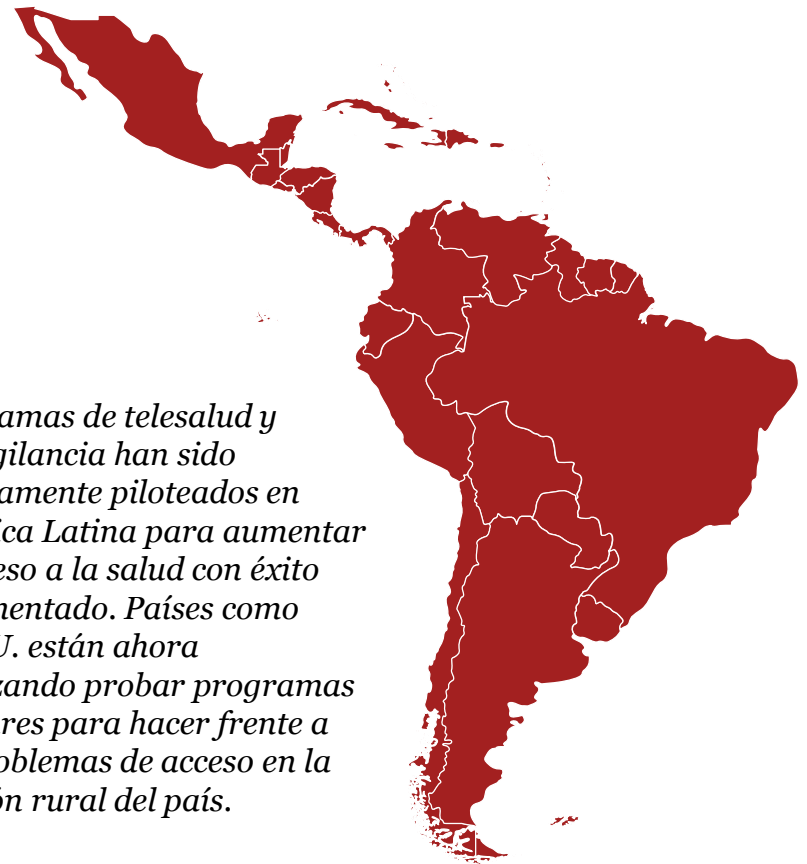 amas de telesalud y
gilancia han sido
amente piloteados en
ica Latina para aumentar
eso a la salud con éxito
nentado. Países como
U. están ahora
zando probar programas
res para hacer frente a
oblemas de acceso en la
ón rural del país.